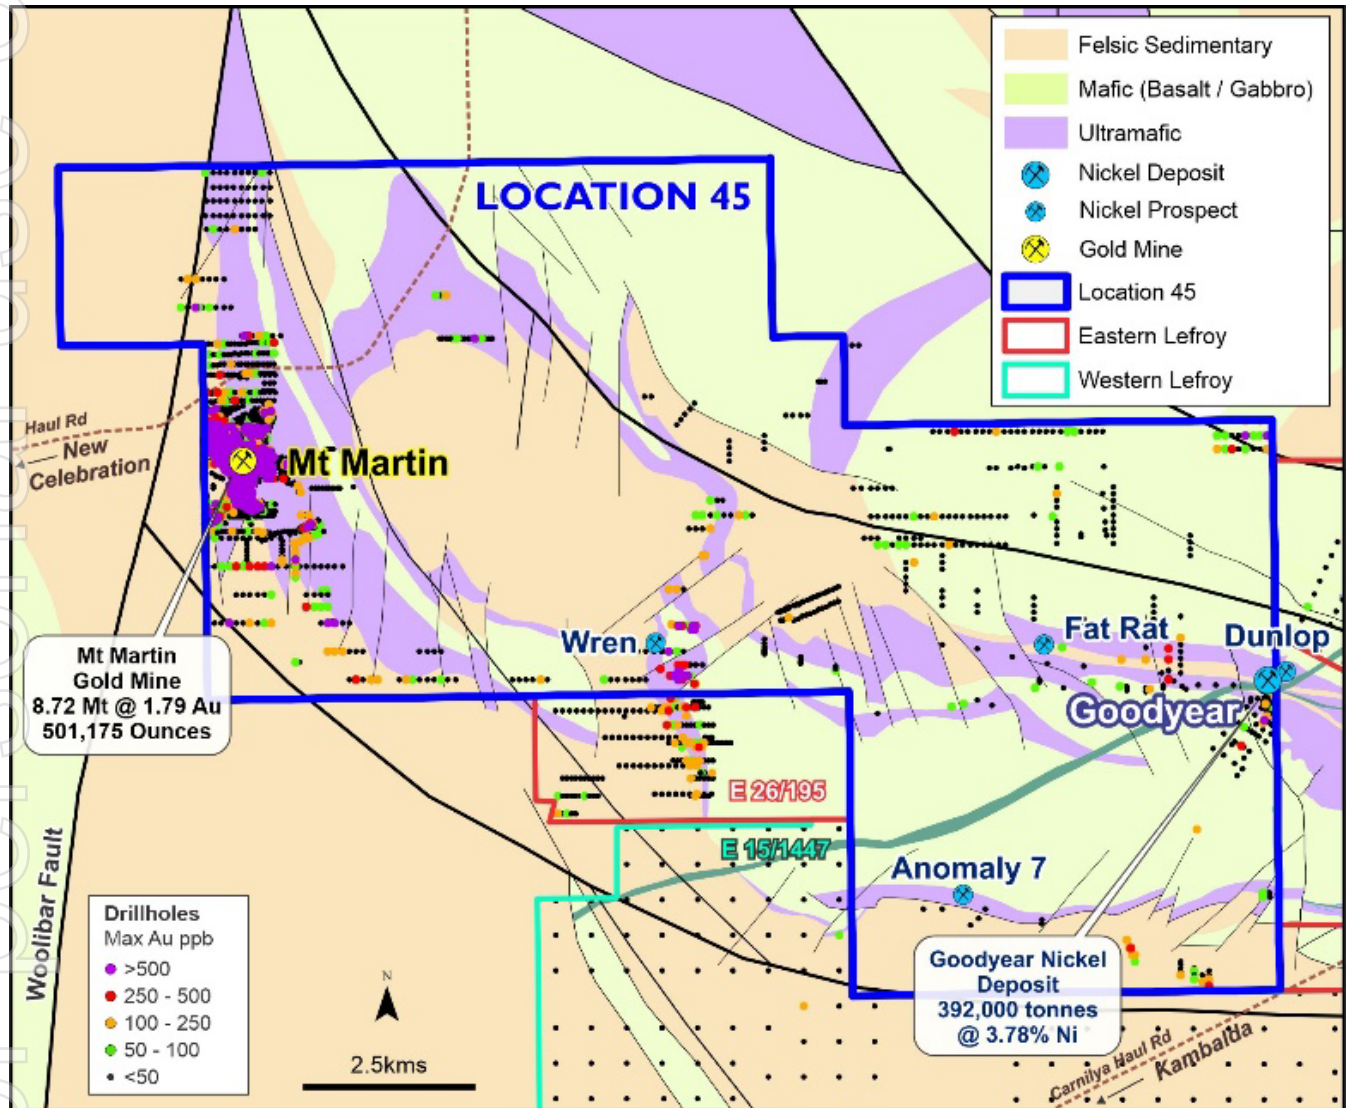 Felsic Sedimentary
Mafic (Basalt / Gabbro)
Ultramafic
Nickel Deposit
Nickel Prospect
Gold Mine
Location 45
Eastern Lefroy
Western Lefroy
LOCATION 45
Haul Rd
New
Celebration
Mt Martin
Wren
Fat Rat
Dunlop
Goodyear
Mt Martin
Gold Mine
8.72 Mt @ 1.79 Au
501,175 Ounces
E 26/195
E 15/1447
Anomaly 7
Woolibar Fault
Goodyear Nickel
Deposit
392,000 tonnes
@ 3.78% Ni
Drillholes
Max Au ppb
>500
250 - 500
100 - 250
50 - 100
<50
N
2.5kms
Carnilya Haul Rd
Kambalda